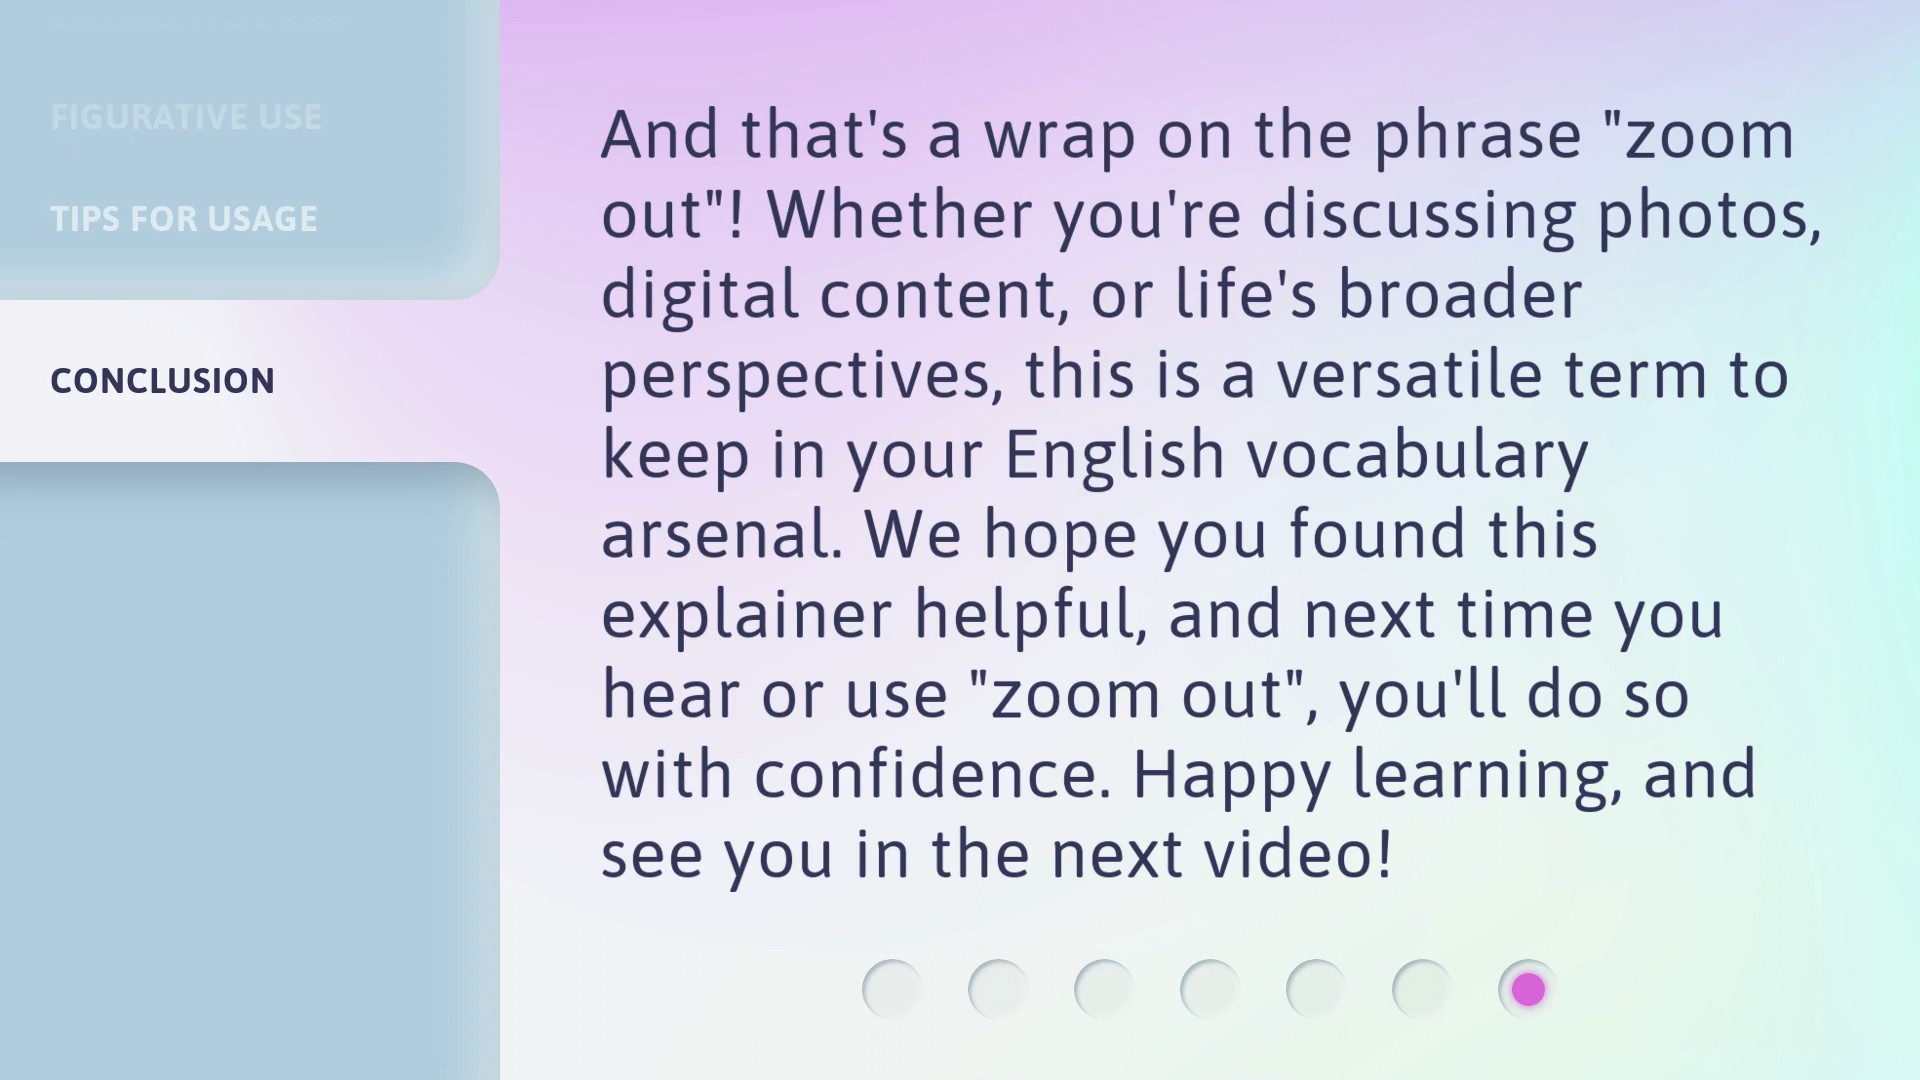 FIGURATIVE USE
TIPS FOR USAGE
CONCLUSION
And that's a wrap on the phrase "zoom
out"! Whether you're discussing photos,
digital content, or life's broader
perspectives, this is a versatile term to
keep in your English vocabulary
arsenal. We hope you found this
explainer helpful, and next time you
hear or use "zoom out", you'll do so
with confidence. Happy learning, and
see you in the next video!